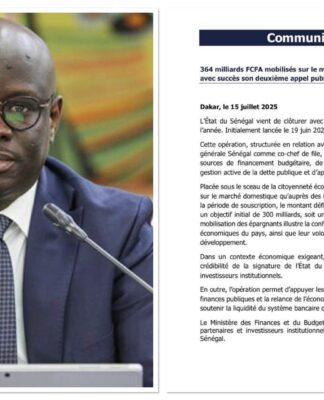 Communi
364 milliards FCFA mobilisés sur le m
avec succès son deuxième appel publ
Dakar, le 15 juillet 2025
L'État du Sénégal vient de clôturer avec
l'année. Initialement lancée le 19 juin 202
Cette opération, structurée en relation av
générale Sénégal comme co-chef de file,
sources de financement budgétaire, de
gestion active de la dette publique et d'ap
Placée sous le sceau de la citoyenneté éco
sur le marché domestique qu'après des i
la période de souscription, le montant défi
un objectif initial de 300 milliards, soit u
mobilisation des épargnants illustre la conf
économiques du pays, ainsi que leur volo
développement.
Dans un contexte économique exigeant,
crédibilité de la signature de l'État du
investisseurs institutionnels.
En outre, l'opération permet d'appuyer les
finances publiques et la relance de l'écono
soutenir la liquidité du système bancaire d
Le Ministère des Finances et du Budget
partenaires et investisseurs institutionnel
Sénégal.